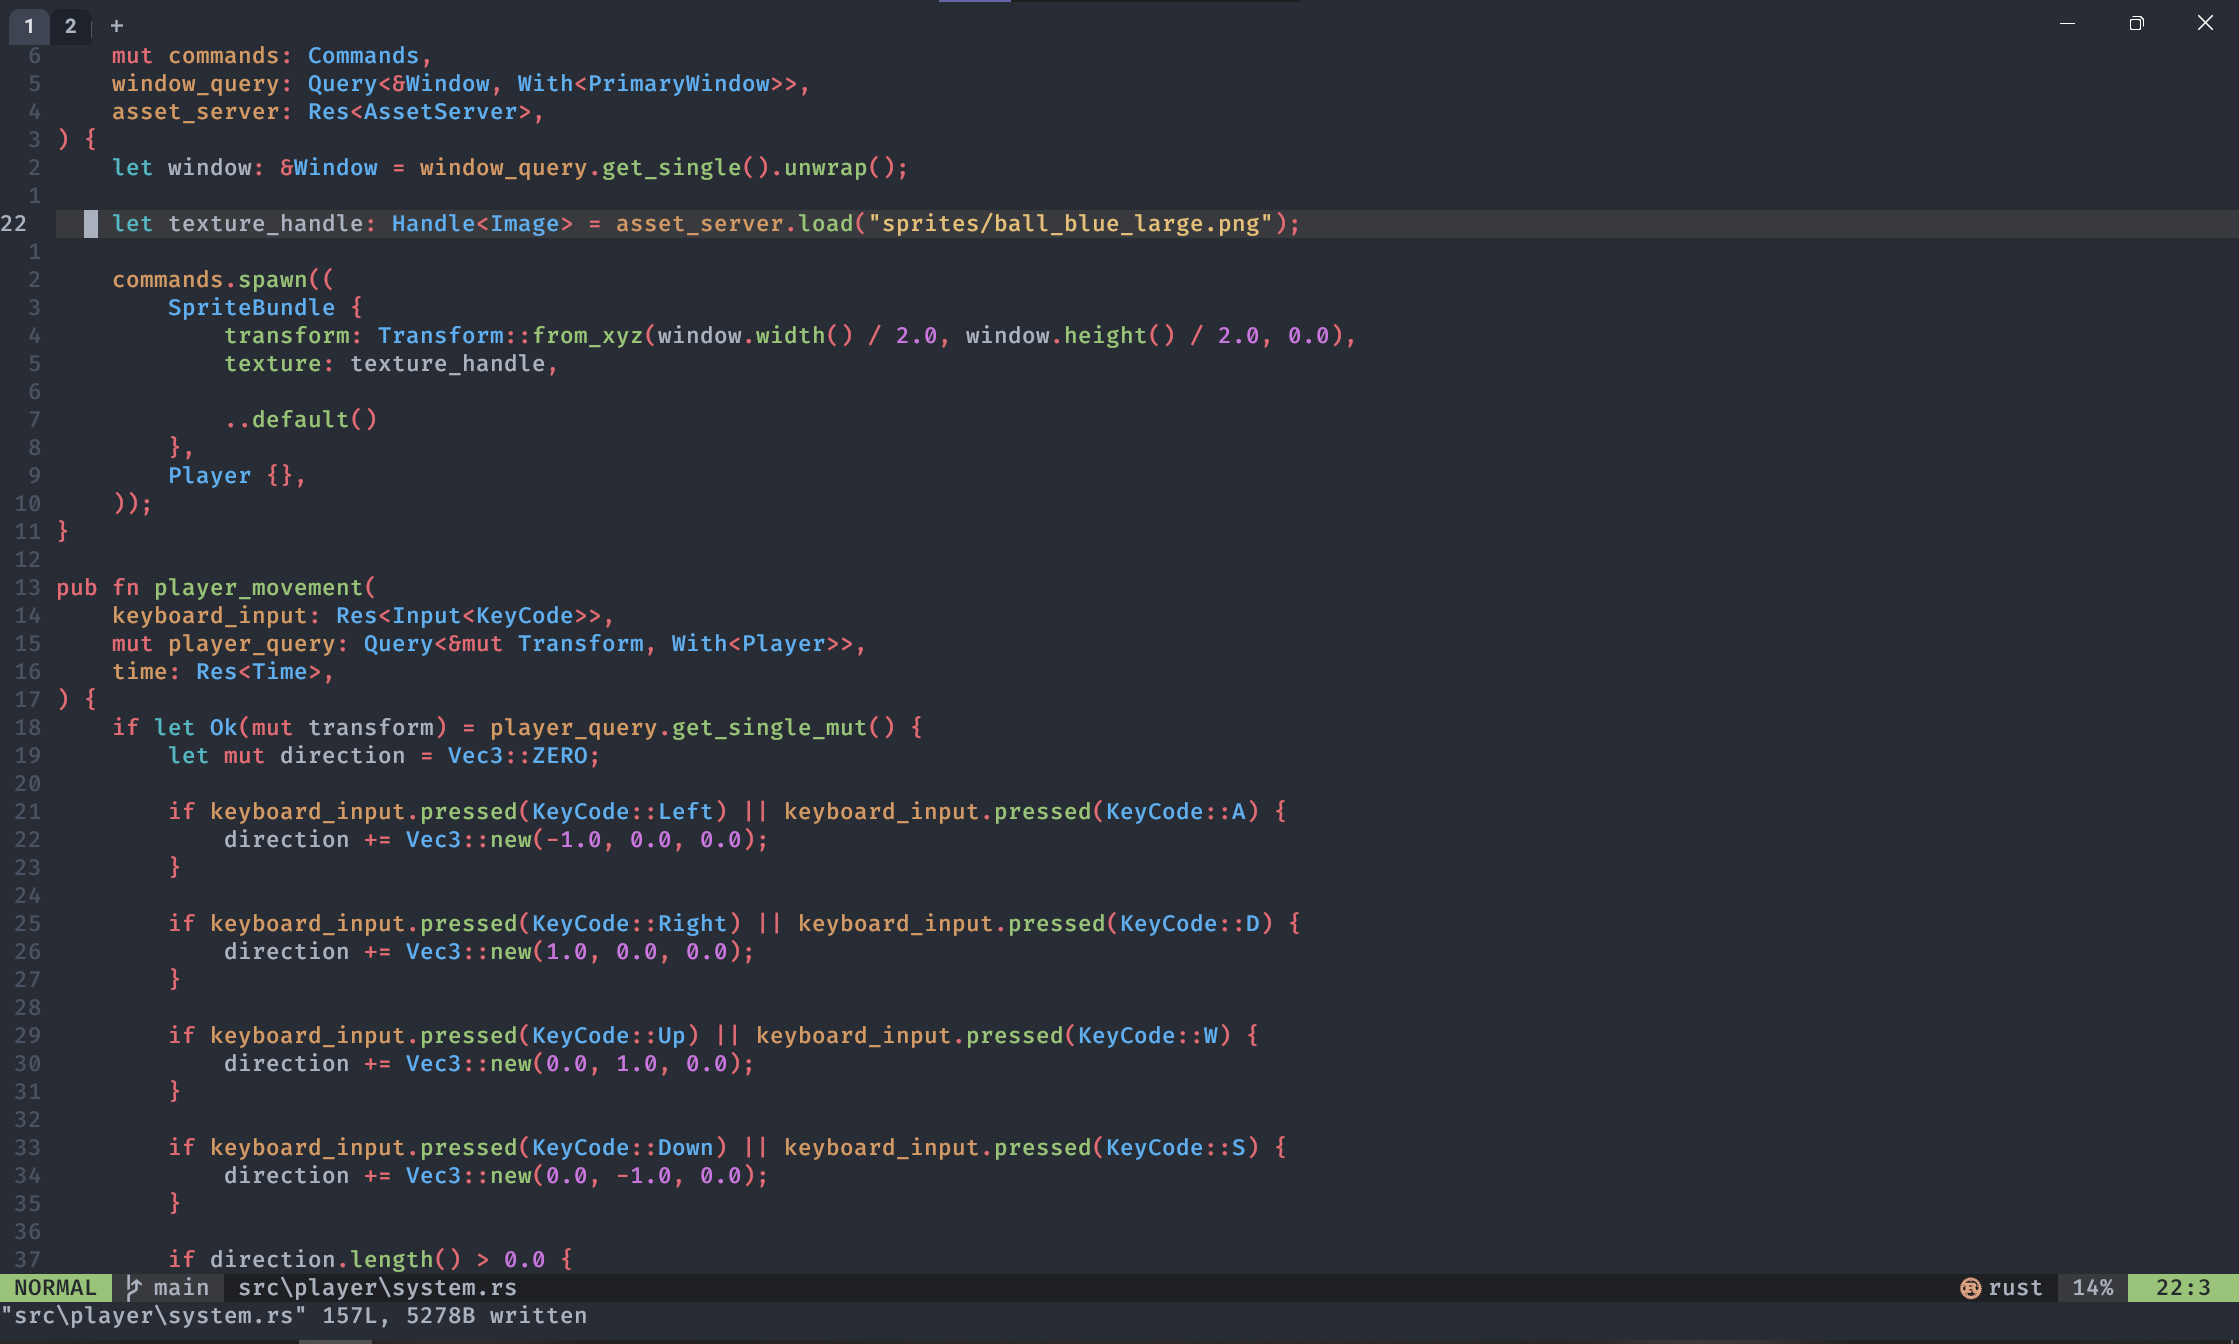 1 2 +
6 mut commands: Commands,
5 window_query: Query<&Window, With<PrimaryWindow>>,
4 asset_server: Res<AssetServer>,
3 ) {
2 let window: &Window = window_query.get_single().unwrap();
1
22 let texture_handle: Handle<Image> = asset_server.load("sprites/ball_blue_large.png");
1
2 commands.spawn((
3 SpriteBundle {
4 transform: Transform::from_xyz(window.width() / 2.0, window.height() / 2.0, 0.0),
5 texture: texture_handle,
6
7 ..default()
8 },
9 Player {},
10 ));
11 }
12
13 pub fn player_movement(
14 keyboard_input: Res<Input<KeyCode>>,
15 mut player_query: Query<&mut Transform, With<Player>>,
16 time: Res<Time>,
17 ) {
18 if let Ok(mut transform) = player_query.get_single_mut() {
19 let mut direction = Vec3::ZERO;
20
21 if keyboard_input.pressed(KeyCode::Left) || keyboard_input.pressed(KeyCode::A) {
22 direction += Vec3::new(-1.0, 0.0, 0.0);
23 }
24
25 if keyboard_input.pressed(KeyCode::Right) || keyboard_input.pressed(KeyCode::D) {
26 direction += Vec3::new(1.0, 0.0, 0.0);
27 }
28
29 if keyboard_input.pressed(KeyCode::Up) || keyboard_input.pressed(KeyCode::W) {
30 direction += Vec3::new(0.0, 1.0, 0.0);
31 }
32
33 if keyboard_input.pressed(KeyCode::Down) || keyboard_input.pressed(KeyCode::S) {
34 direction += Vec3::new(0.0, -1.0, 0.0);
35 }
36
37 if direction.length() > 0.0 {
NORMAL main src\player\system.rs rust 14% 22:3
"src\player\system.rs" 157L, 5278B written